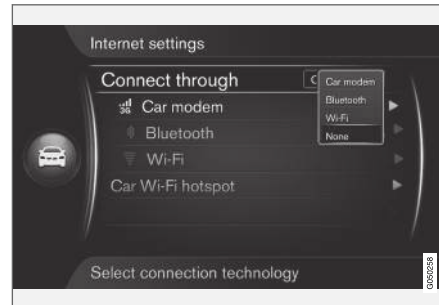 Internet settings
Connect through
Car modem
Bluetooth
Wi-Fi
None
3G Car modem
Bluetooth
Wi-Fi
Car Wi-Fi hotspot
Select connection technology
G050258